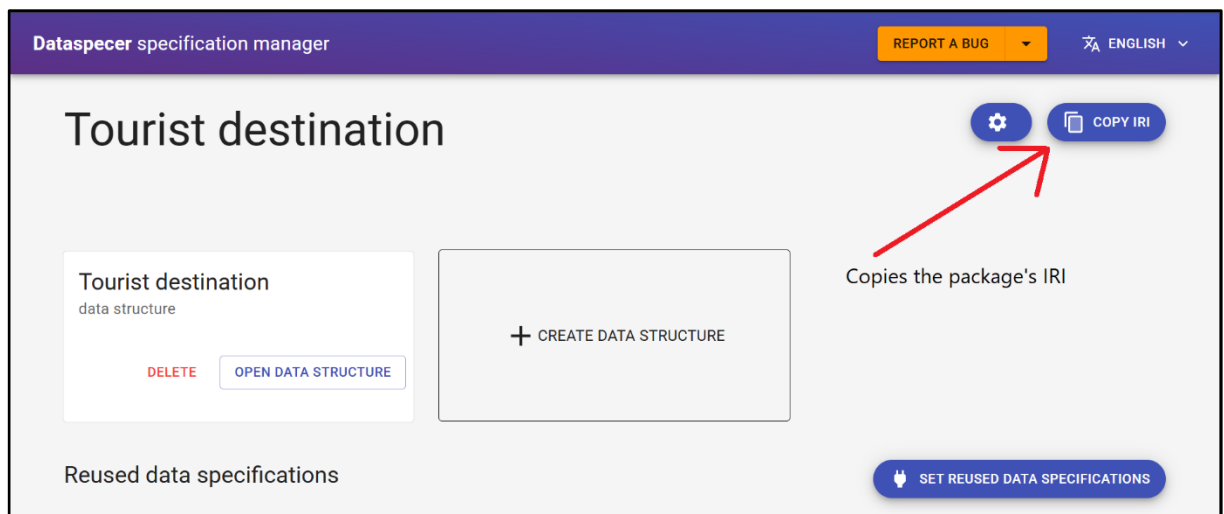 Dataspecer specification manager
REPORT A BUG
ENGLISH
Tourist destination
COPY IRI
Copies the package's IRI
Tourist destination
data structure
DELETE
OPEN DATA STRUCTURE
CREATE DATA STRUCTURE
Reused data specifications
SET REUSED DATA SPECIFICATIONS